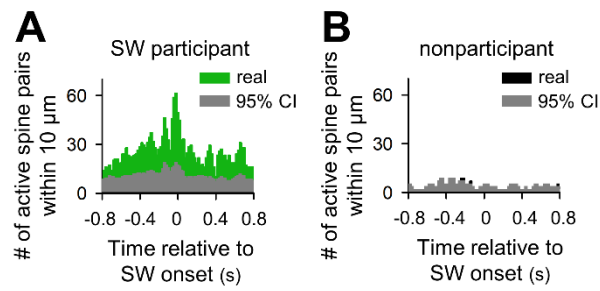 A
SW participant
# of active spine pairs
within 10 µm
60
30
0
real
95% CI
-0.8 -0.4 0 0.4 0.8
Time relative to
SW onset (s)
B
nonparticipant
# of active spine pairs
within 10 µm
60
30
0
real
95% CI
-0.8 -0.4 0 0.4 0.8
Time relative to
SW onset (s)